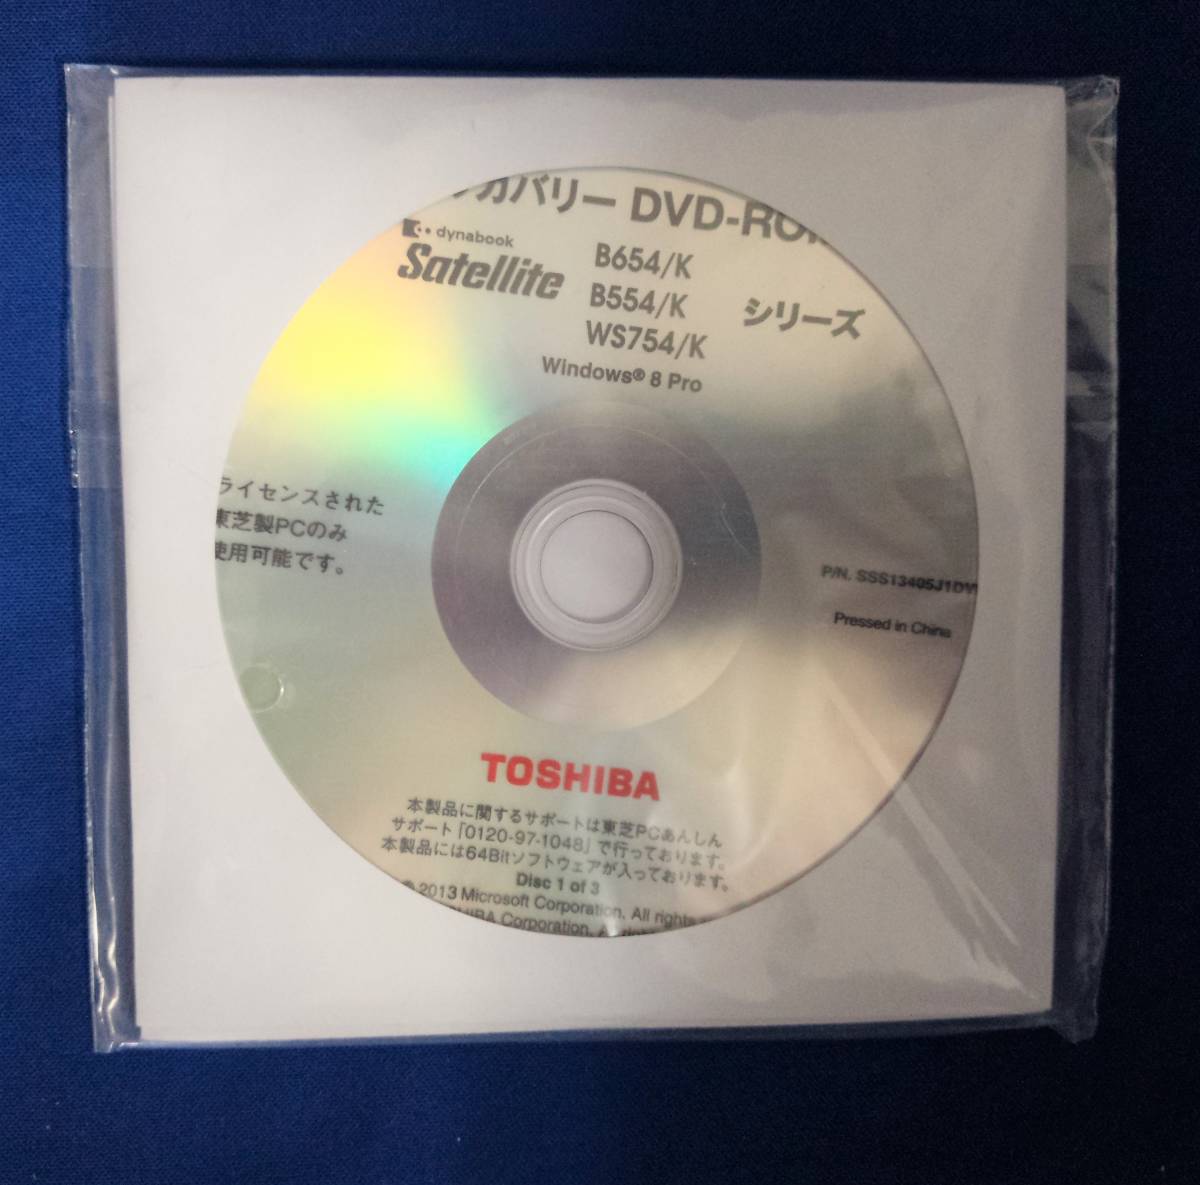 リカバリー DVD-ROM
dynabook
Satellite
B654/K
B554/K
WS754/K
シリーズ
Windows® 8 Pro
ライセンスされた
東芝製PCのみ
使用可能です。
P/N. SSS13405J1DV
Pressed in China
TOSHIBA
本製品に関するサポートは東芝PCあんしん
サポート「0120-97-1048」で行っております。
本製品には64Bitソフトウェアが入っております。
Disc 1 of 3
© 2013 Microsoft Corporation. All rights
Corporation.